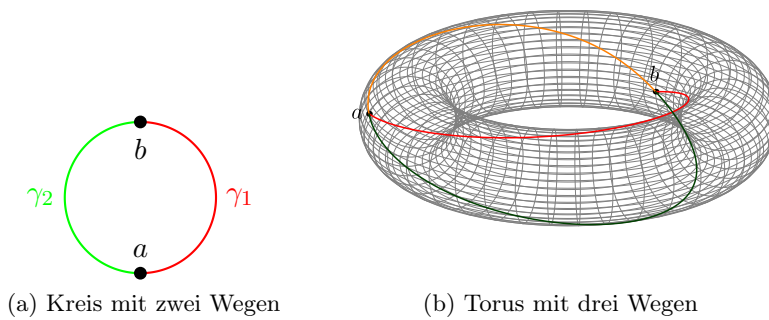 b
a
b
γ2
γ1
a
(a) Kreis mit zwei Wegen
(b) Torus mit drei Wegen